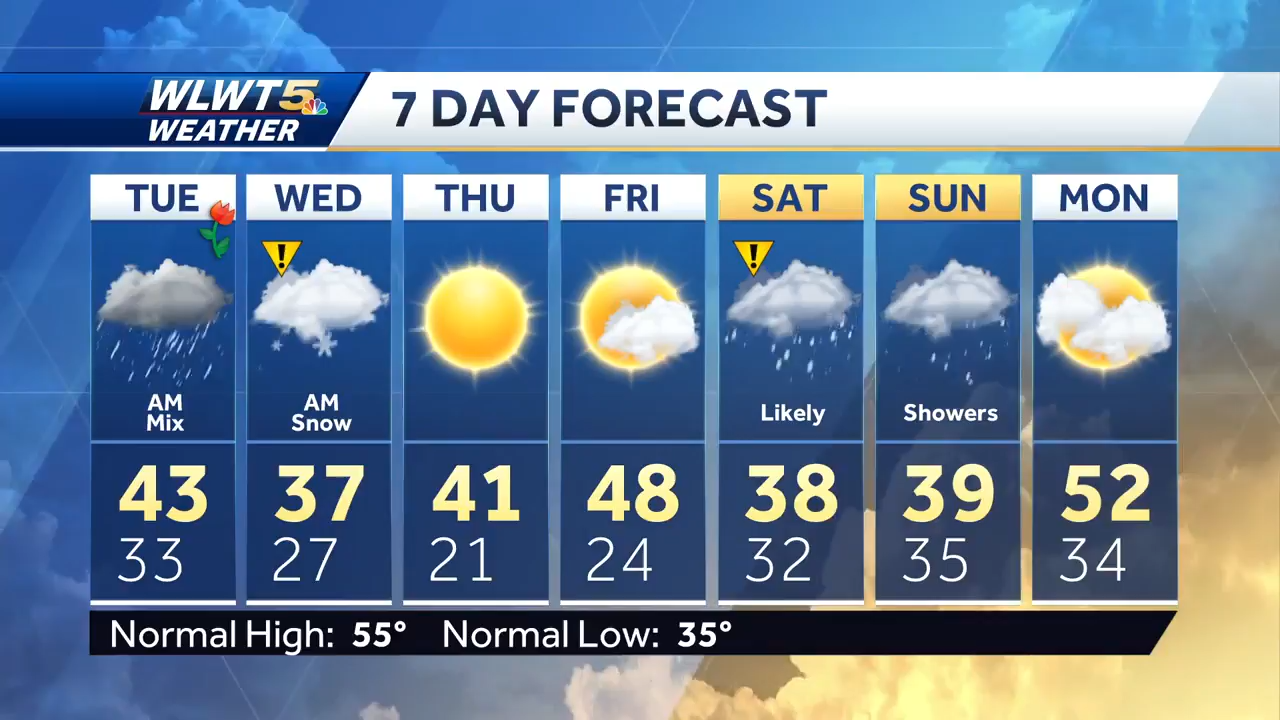 WLWT5
WEATHER
7 DAY FORECAST
TUE
WED
THU
FRI
SAT
SUN
MON
!
!
AM
Mix
AM
Snow
Likely
Showers
43
37
41
48
38
39
52
33
27
21
24
32
35
34
Normal High: 55° Normal Low: 35°